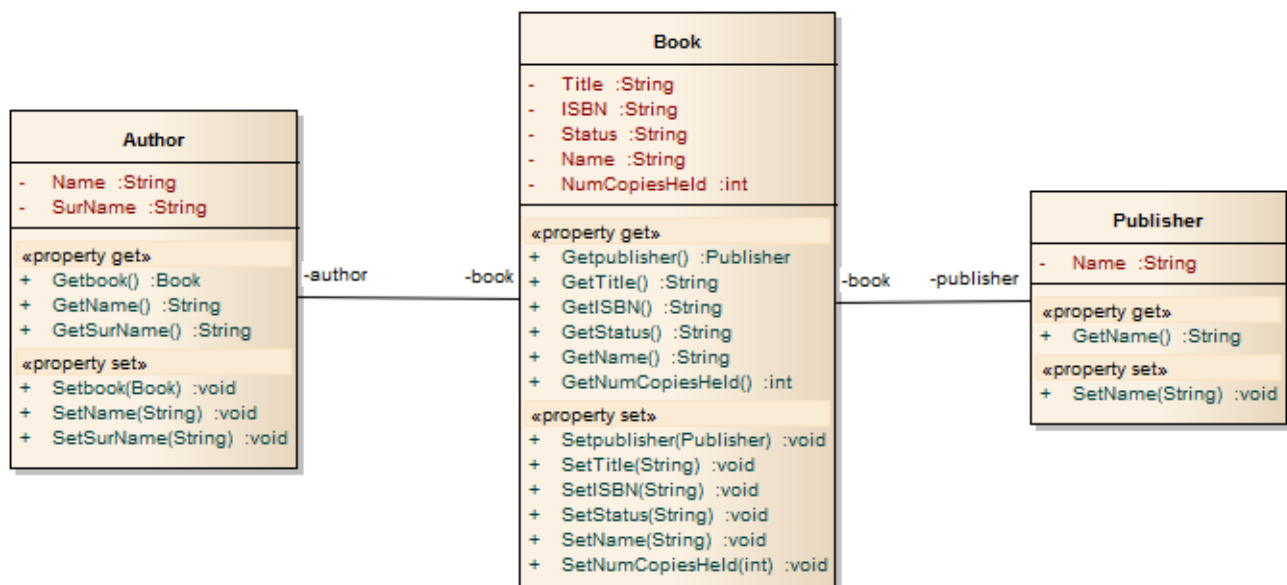 Author
- Name :String
- SurName :String
«property get»
+ Getbook() :Book
+ GetName() :String
+ GetSurName() :String
«property set»
+ Setbook(Book) :void
+ SetName(String) :void
+ SetSurName(String) :void
-author
-book
Book
- Title :String
- ISBN :String
- Status :String
- Name :String
- NumCopiesHeld :int
«property get»
+ Getpublisher() :Publisher
+ GetTitle() :String
+ GetISBN() :String
+ GetStatus() :String
+ GetName() :String
+ GetNumCopiesHeld() :int
«property set»
+ Setpublisher(Publisher) :void
+ SetTitle(String) :void
+ SetISBN(String) :void
+ SetStatus(String) :void
+ SetName(String) :void
+ SetNumCopiesHeld(int) :void
-book
-publisher
Publisher
- Name :String
«property get»
+ GetName() :String
«property set»
+ SetName(String) :void